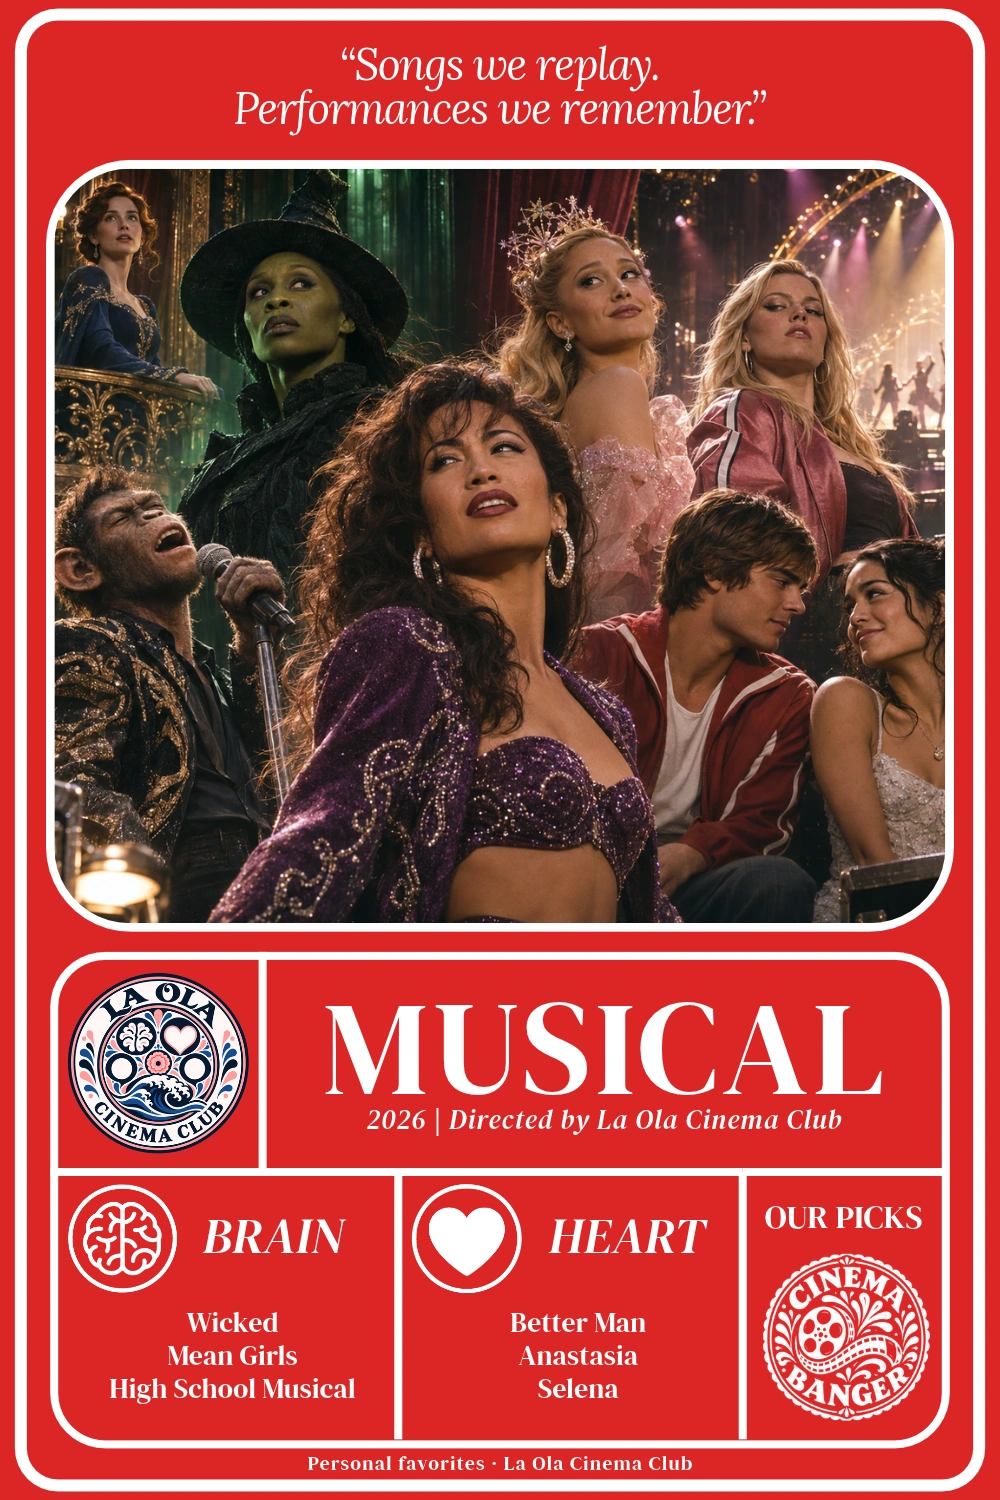 “Songs we replay.
Performances we remember.”
LA OLA
CINEMA CLUB
MUSICAL
2026 | Directed by La Ola Cinema Club
BRAIN
Wicked
Mean Girls
High School Musical
HEART
Better Man
Anastasia
Selena
OUR PICKS
CINEMA
BANGER
Personal favorites · La Ola Cinema Club